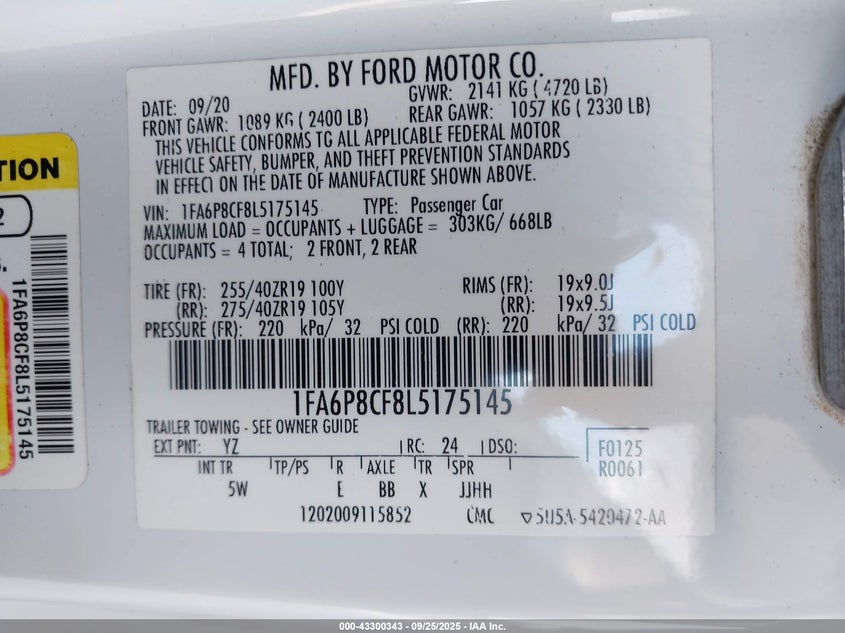 MFD. BY FORD MOTOR CO.
DATE: 09/20 GVWR: 2141 KG ( 4720 LB)
FRONT GAWR: 1089 KG ( 2400 LB) REAR GAWR: 1057 KG ( 2330 LB)
THIS VEHICLE CONFORMS TO ALL APPLICABLE FEDERAL MOTOR
VEHICLE SAFETY, BUMPER, AND THEFT PREVENTION STANDARDS
IN EFFECT ON THE DATE OF MANUFACTURE SHOWN ABOVE.
VIN: 1FA6P8CF8L5175145 TYPE: Passenger Car
MAXIMUM LOAD = OCCUPANTS + LUGGAGE = 303KG/ 668LB
OCCUPANTS = 4 TOTAL; 2 FRONT, 2 REAR
TIRE (FR): 255/40ZR19 100Y RIMS (FR): 19x9.0J
(RR): 275/40ZR19 105Y (RR): 19x9.5J
PRESSURE (FR): 220 kPa/ 32 PSI COLD (RR): 220 kPa/ 32 PSI COLD
1FA6P8CF8L5175145
TRAILER TOWING - SEE OWNER GUIDE
EXT PNT: YZ RC: 24 DSO: F0125
R0061
INT TR TP/PS R AXLE TR SPR
5W E BB X JJHH
1202009115852 CMC 5U5A-5420472-AA
TION
2
S.
1FA6P8CF8L5175145
000-43300343 - 09/25/2025 - IAA Inc.